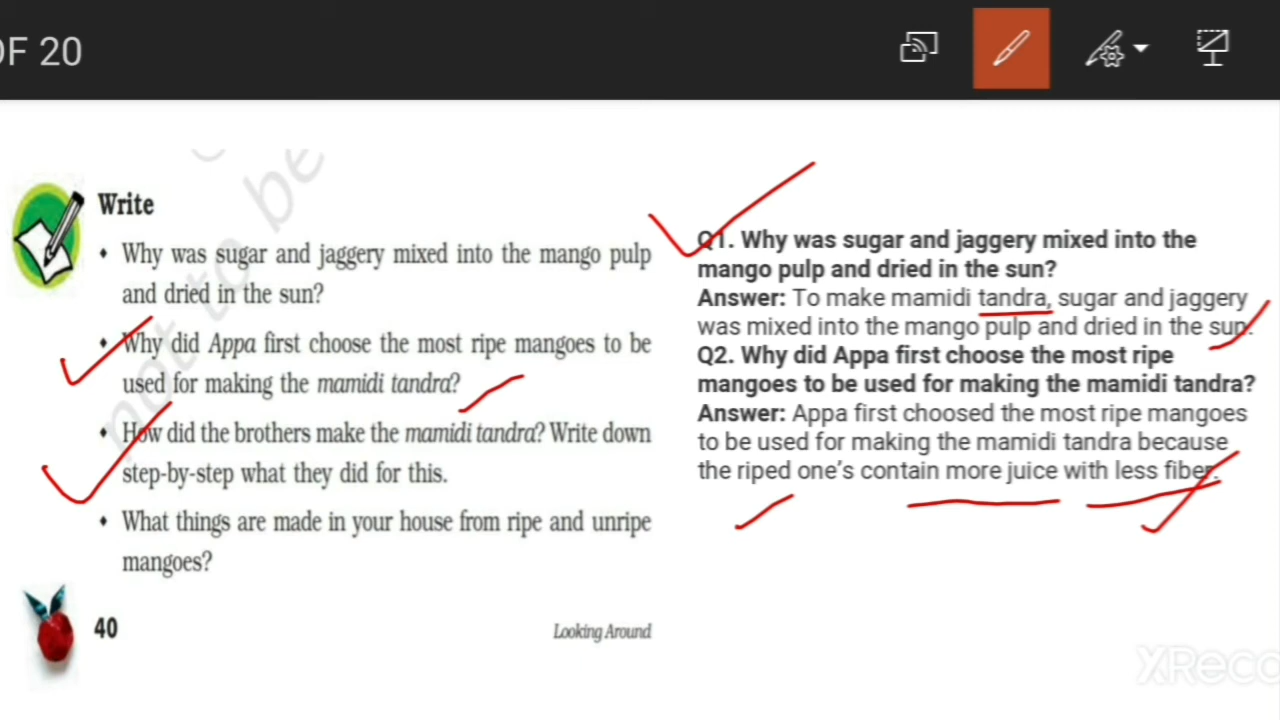 OF 20
not to be
Write
• Why was sugar and jaggery mixed into the mango pulp
and dried in the sun?
• Why did Appa first choose the most ripe mangoes to be
used for making the mamidi tandra?
• How did the brothers make the mamidi tandra? Write down
step-by-step what they did for this.
• What things are made in your house from ripe and unripe
mangoes?
40
Looking Around
Q1. Why was sugar and jaggery mixed into the
mango pulp and dried in the sun?
Answer: To make mamidi tandra, sugar and jaggery
was mixed into the mango pulp and dried in the sun.
Q2. Why did Appa first choose the most ripe
mangoes to be used for making the mamidi tandra?
Answer: Appa first choosed the most ripe mangoes
to be used for making the mamidi tandra because
the riped one's contain more juice with less fiber.
XReco